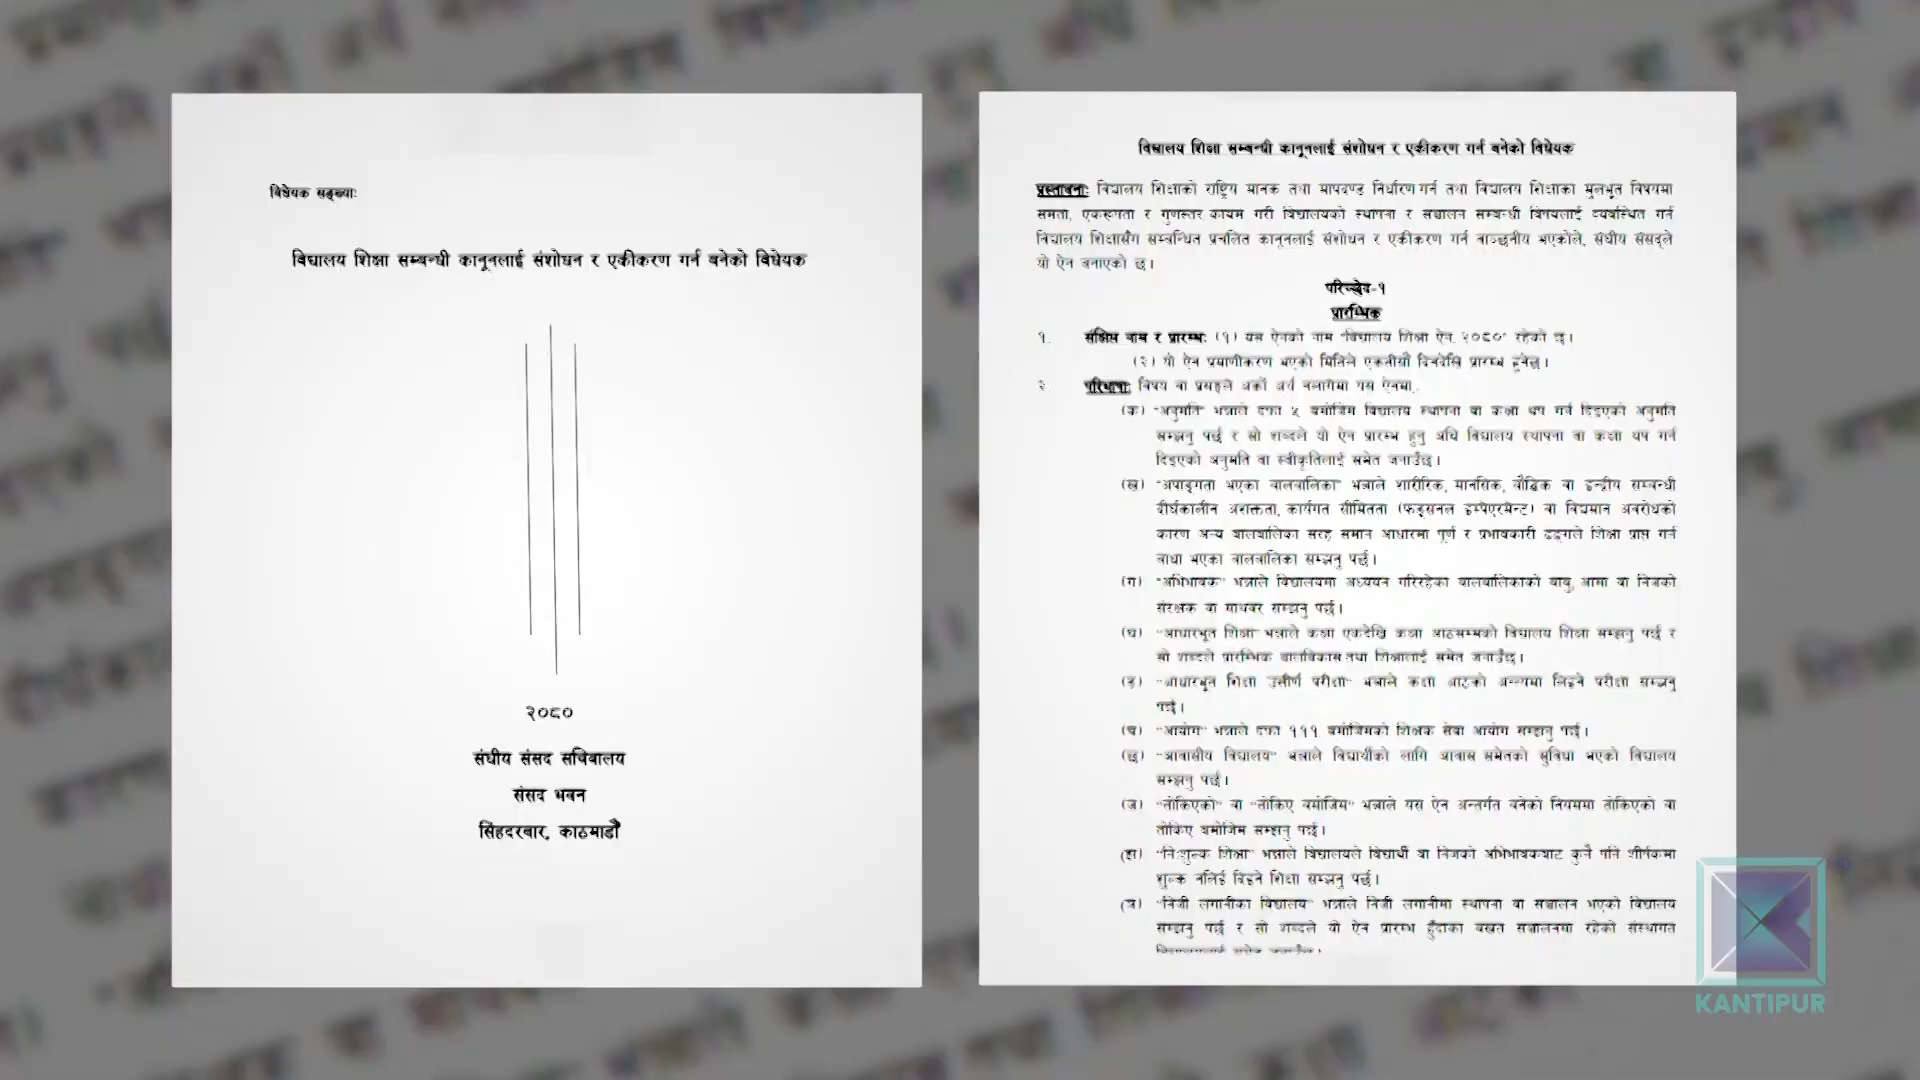 विधेयक सङ्ख्याः
विद्यालय शिक्षा सम्बन्धी कानूनलाई संशोधन र एकीकरण गर्न बनेको विधेयक
२०८०
संघीय संसद सचिवालय
संसद भवन
सिंहदरबार, काठमाडौं
विद्यालय शिक्षा सम्बन्धी कानूनलाई संशोधन र एकीकरण गर्न बनेको विधेयक
प्रस्तावनाः विद्यालय शिक्षाको राष्ट्रिय मानक तथा मापदण्ड निर्धारण गर्न तथा विद्यालय शिक्षाका मूलभूत विषयमा
समता, एकरूपता र गुणस्तर कायम गरी विद्यालयको स्थापना र सञ्चालन सम्बन्धी विषयलाई व्यवस्थित गर्न
विद्यालय शिक्षासँग सम्बन्धित प्रचलित कानूनलाई संशोधन र एकीकरण गर्न वाञ्छनीय भएकोले, संघीय संसदले
यो ऐन बनाएको छ।
परिच्छेद-१
प्रारम्भिक
१. संक्षिप्त नाम र प्रारम्भः (१) यस ऐनको नाम "विद्यालय शिक्षा ऐन, २०८०" रहेको छ।
(२) यो ऐन प्रमाणीकरण भएको मितिले एकतीसौं दिनदेखि प्रारम्भ हुनेछ।
२. परिभाषाः विषय वा प्रसङ्गले अर्को अर्थ नलागेमा यस ऐनमा,
(क) "अनुमति" भन्नाले दफा ५ बमोजिम विद्यालय स्थापना वा कक्षा थप गर्न दिइएको अनुमति
सम्झनु पर्छ र सो शब्दले यो ऐन प्रारम्भ हुनु अघि विद्यालय स्थापना वा कक्षा थप गर्न
दिइएको अनुमति वा स्वीकृतिलाई समेत जनाउँछ।
(ख) "अपाङ्गता भएका बालबालिका" भन्नाले शारीरिक, मानसिक, बौद्धिक वा इन्द्रीय सम्बन्धी
दीर्घकालीन अशक्तता, कार्यगत सीमितता (फङ्सनल इम्पेएरमेन्ट) वा विद्यमान अवरोधको
कारण अन्य बालबालिका सरह समान आधारमा पूर्ण र प्रभावकारी ढङ्गले शिक्षा प्राप्त गर्न
बाधा भएका बालबालिका सम्झनु पर्छ।
(ग) "अभिभावक" भन्नाले विद्यालयमा अध्ययन गरिरहेका बालबालिकाको बाबु, आमा वा निजको
संरक्षक वा माथवर सम्झनु पर्छ।
(घ) "आधारभूत शिक्षा" भन्नाले कक्षा एकदेखि कक्षा आठसम्मको विद्यालय शिक्षा सम्झनु पर्छ र
सो शब्दले प्रारम्भिक बालविकास तथा शिक्षालाई समेत जनाउँछ।
(ङ) "आधारभूत शिक्षा उत्तीर्ण परीक्षा" भन्नाले कक्षा आठको अन्त्यमा लिइने परीक्षा सम्झनु
पर्छ।
(च) "आयोग" भन्नाले दफा १११ बमोजिमको शिक्षक सेवा आयोग सम्झनु पर्छ।
(छ) "आवासीय विद्यालय" भन्नाले विद्यार्थीको लागि आवास समेतको सुविधा भएको विद्यालय
सम्झनु पर्छ।
(ज) "तोकिएको" वा "तोकिए बमोजिम" भन्नाले यस ऐन अन्तर्गत बनेको नियममा तोकिएको वा
तोकिए बमोजिम सम्झनु पर्छ।
(झ) "निःशुल्क शिक्षा" भन्नाले विद्यालयले विद्यार्थी वा निजको अभिभावकबाट कुनै पनि शीर्षकमा
शुल्क नलिई दिइने शिक्षा सम्झनु पर्छ।
(ञ) "निजी लगानीका विद्यालय" भन्नाले निजी लगानीमा स्थापना वा सञ्चालन भएको विद्यालय
सम्झनु पर्छ र सो शब्दले यो ऐन प्रारम्भ हुँदाका बखत सञ्चालनमा रहेको संस्थागत
KANTIPUR